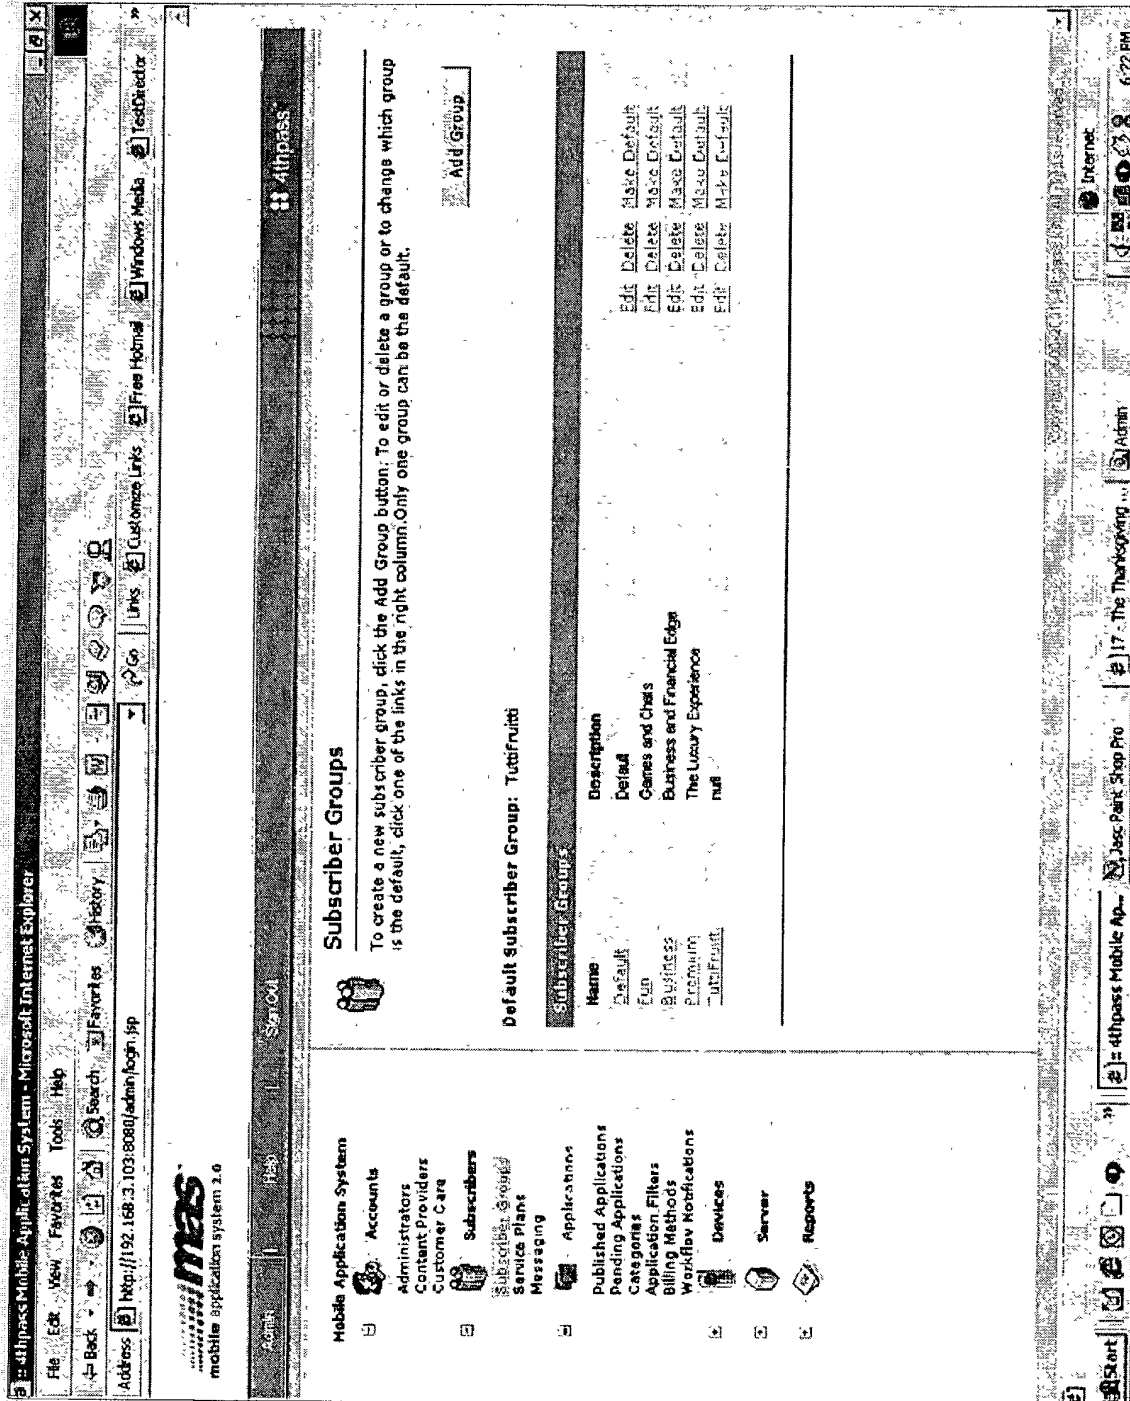 4thpass Mobile Application System - Microsoft Internet Explorer
File Edit View Favorites Tools Help
Back Search Favorites History
Address http://192.168.3.103:8080/admin/login.jsp Go Links Customize Links Free Hotmail Windows Media TestDirector »
mas
mobile application system 2.0
Admin | Help | Sign Out 4thpass
Mobile Application System
Accounts
Administrators
Content Providers
Customer Care
Subscribers
Subscriber Groups
Service Plans
Messaging
Applications
Published Applications
Pending Applications
Categories
Application Filters
Billing Methods
Workflow Notifications
Devices
Server
Reports
Subscriber Groups
To create a new subscriber group, click the Add Group button. To edit or delete a group or to change which group
is the default, click one of the links in the right column. Only one group can be the default.
Add Group
Default Subscriber Group: Tuttifruitti
Subscriber Groups
Name Description
Default Default Edit Delete Make Default
Fun Games and Chats Edit Delete Make Default
Business Business and Financial Edge Edit Delete Make Default
Premium The Luxury Experience Edit Delete Make Default
TuttiFruitti null Edit Delete Make Default
Internet
Start » 4thpass Mobile Ap... Jasc Paint Shop Pro 17 - The Thanksgiving ... Admin 6:22 PM